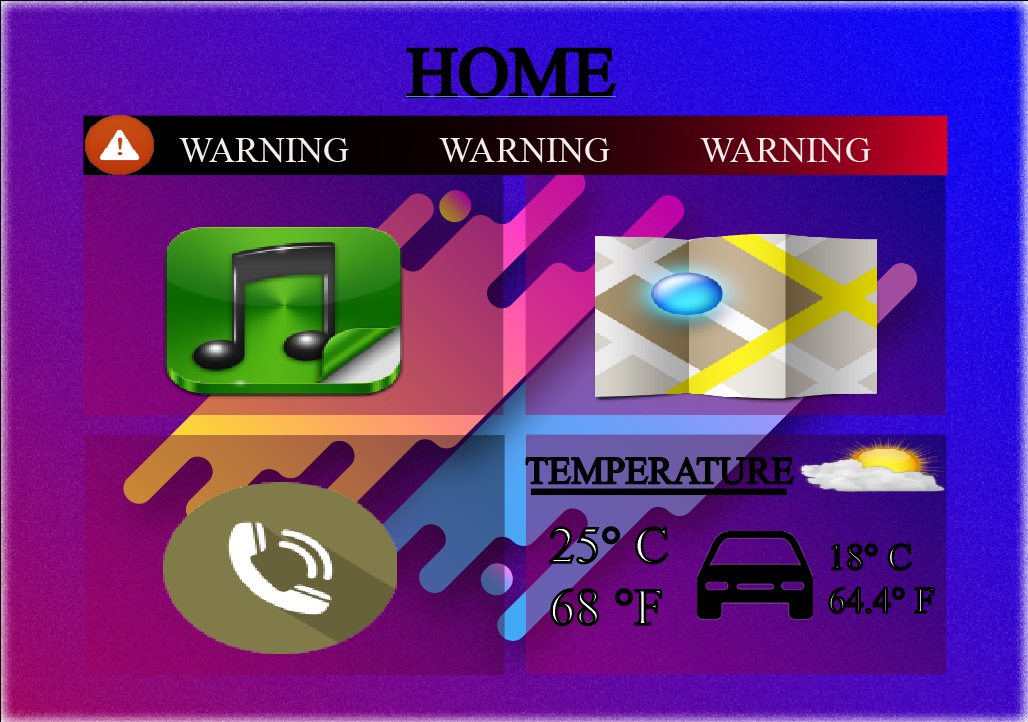 HOME
WARNING WARNING WARNING
TEMPERATURE
25° C
68 °F
18° C
64.4° F